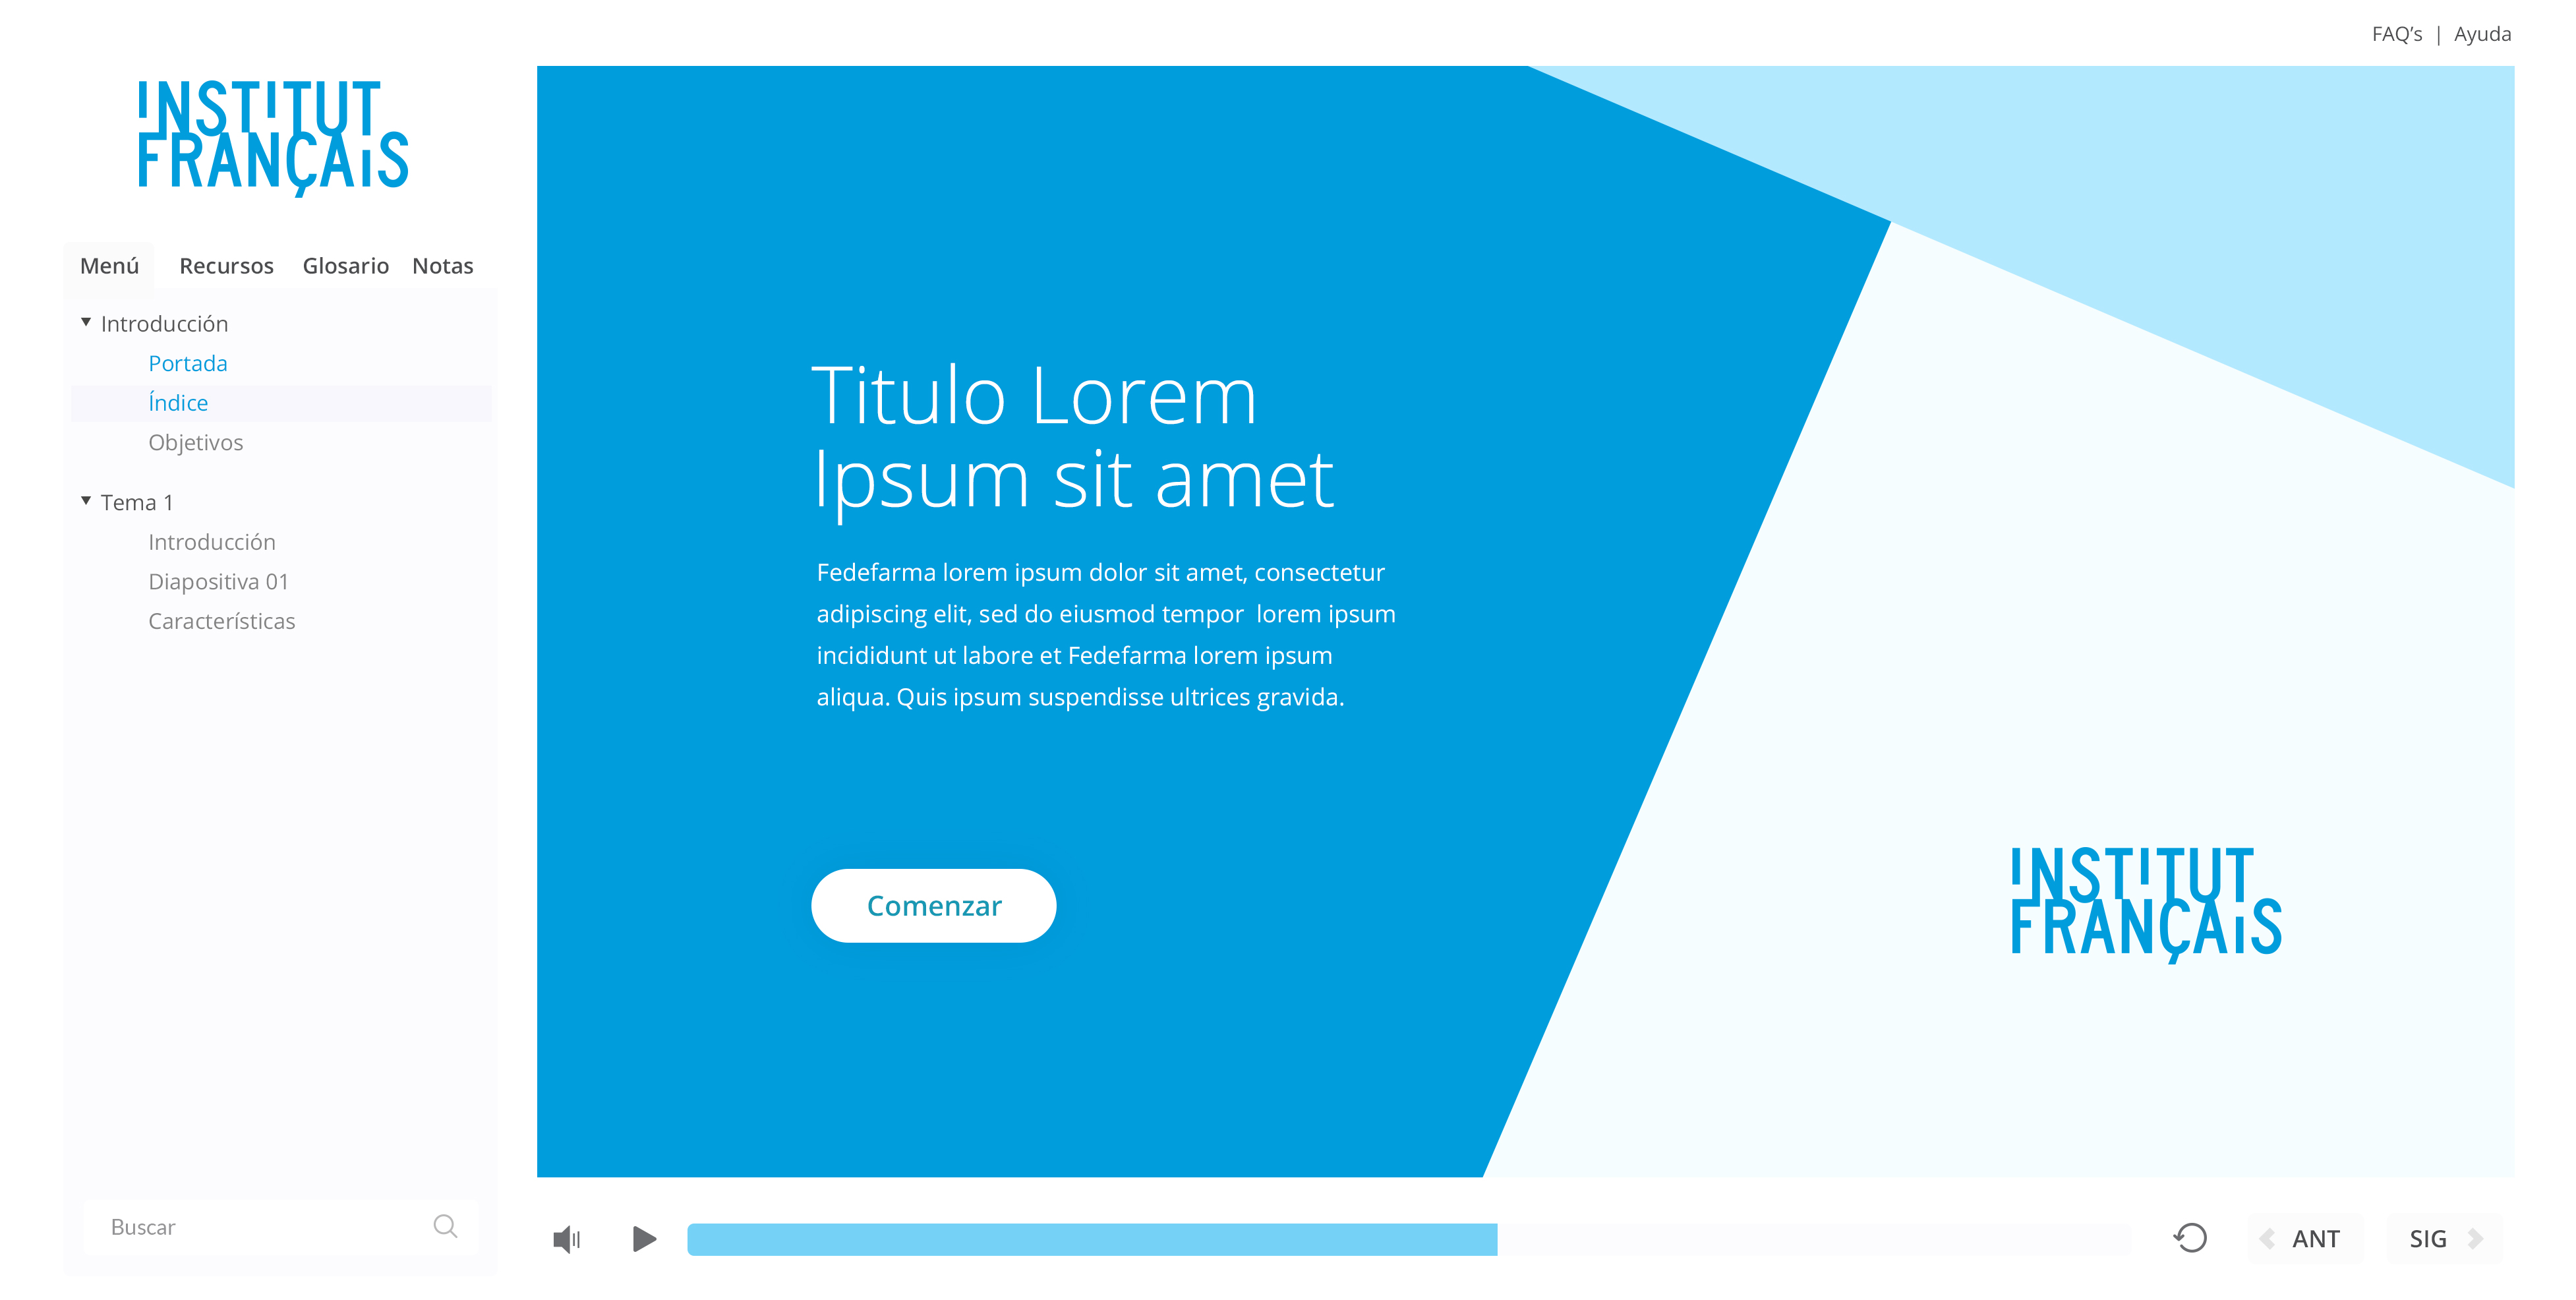 FAQ’s | Ayuda
INSTITUT
FRANÇAIS
Menú Recursos Glosario Notas
Introducción
Portada
Índice
Objetivos
Tema 1
Introducción
Diapositiva 01
Características
Buscar
Titulo Lorem
Ipsum sit amet
Fedefarma lorem ipsum dolor sit amet, consectetur
adipiscing elit, sed do eiusmod tempor lorem ipsum
incididunt ut labore et Fedefarma lorem ipsum
aliqua. Quis ipsum suspendisse ultrices gravida.
Comenzar
INSTITUT
FRANÇAIS
ANT SIG